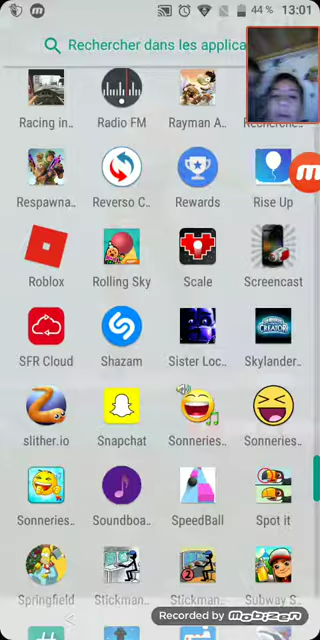 44 % 13:01
Rechercher dans les applica
Racing in.. Radio FM Rayman A.. Recherche..
Respawna.. Reverso C.. Rewards Rise Up
Roblox Rolling Sky Scale Screencast
SFR Cloud Shazam Sister Loc.. Skylander..
slither.io Snapchat Sonneries.. Sonneries..
Sonneries.. Soundboa.. SpeedBall Spot it
Springfield Stickman.. Stickman.. Subway S..
Recorded by MOBIZEN